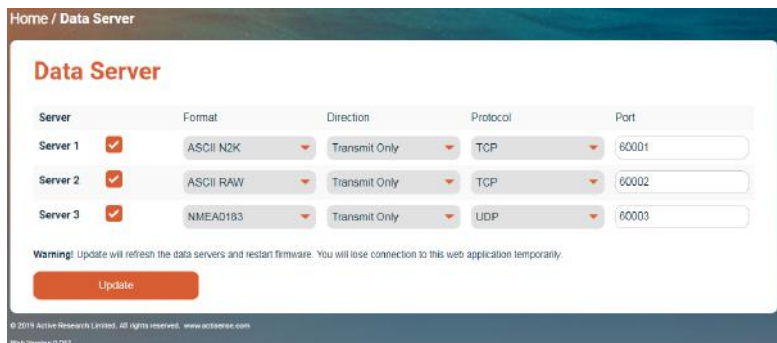 Home / Data Server
Data Server
Server Format Direction Protocol Port
Server 1 ASCII N2K Transmit Only TCP 60001
Server 2 ASCII RAW Transmit Only TCP 60002
Server 3 NMEA0183 Transmit Only UDP 60003
Warning! Update will refresh the data servers and restart firmware. You will lose connection to this web application temporarily.
Update
© 2019 Active Research Limited. All rights reserved. www.actisense.com
Web Version